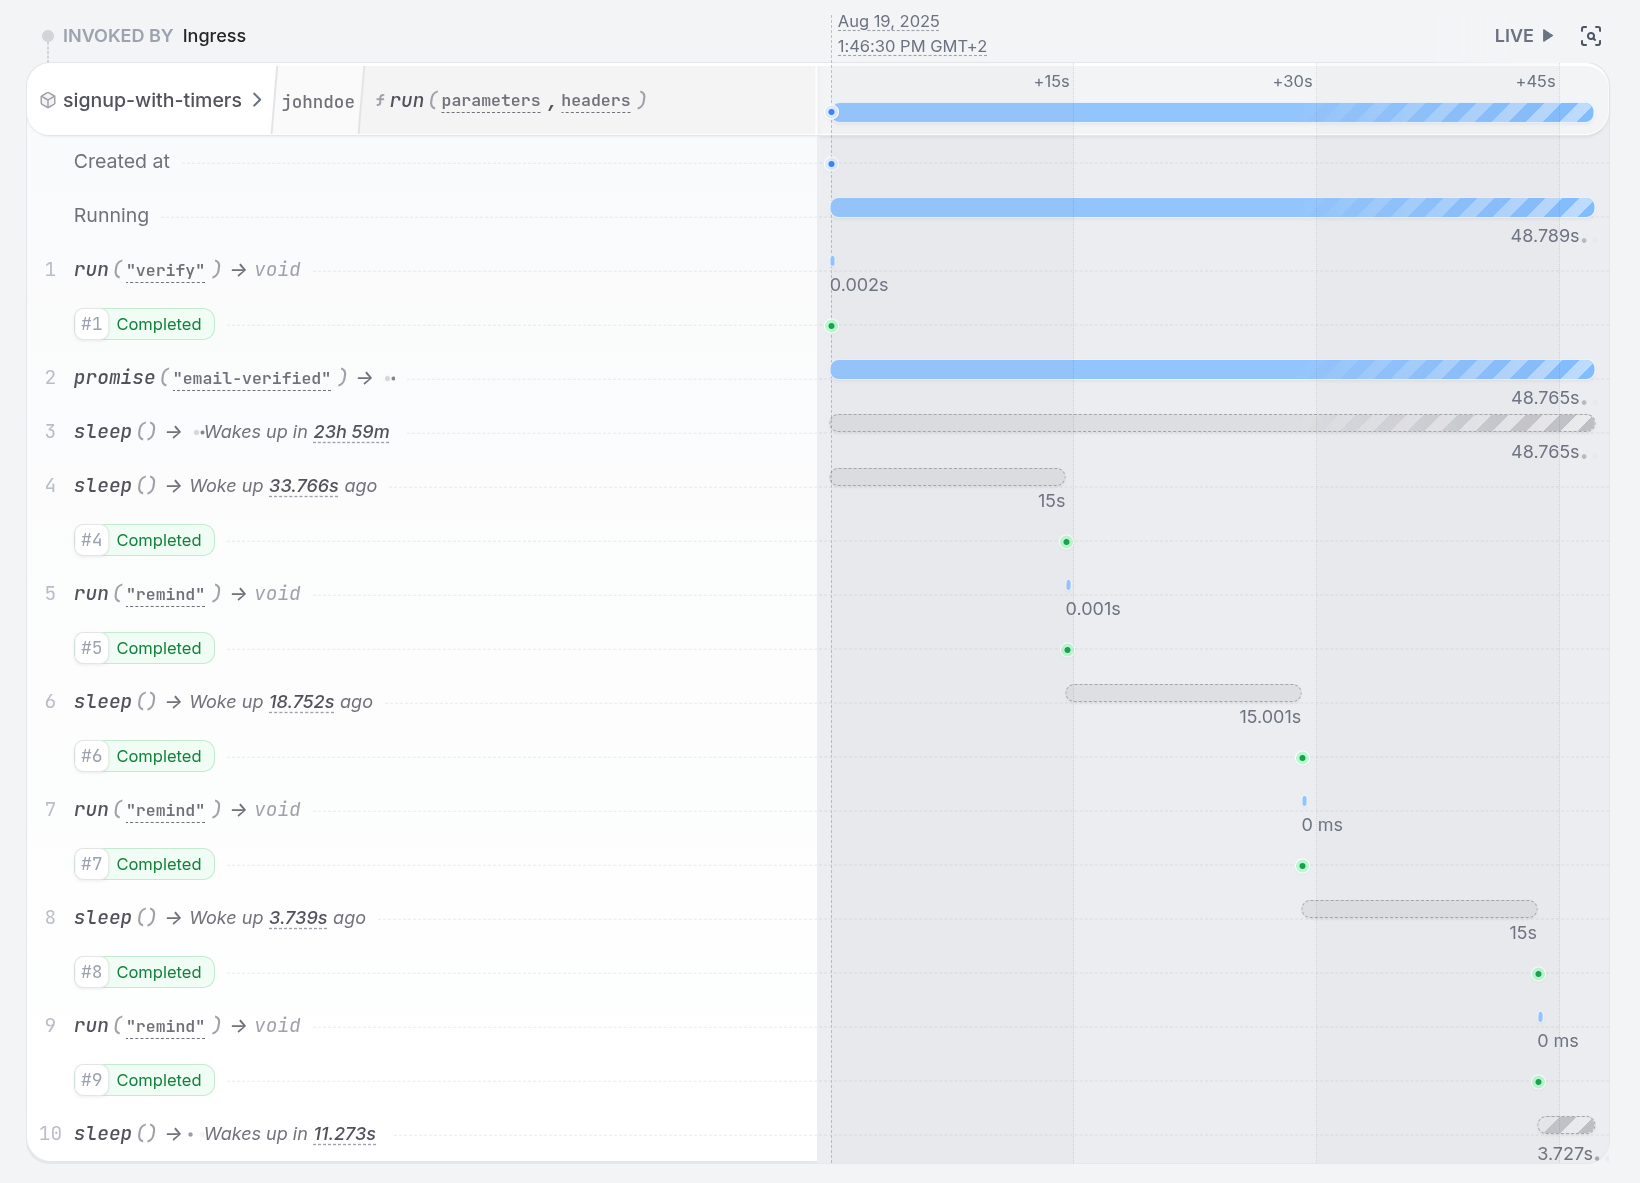 INVOKED BY Ingress
Aug 19, 2025
1:46:30 PM GMT+2
LIVE
signup-with-timers johndoe f run(parameters, headers)
+15s +30s +45s
Created at
Running
48.789s
1 run("verify") → void
0.002s
#1 Completed
2 promise("email-verified") →
48.765s
3 sleep() → Wakes up in 23h 59m
48.765s
4 sleep() → Woke up 33.766s ago
15s
#4 Completed
5 run("remind") → void
0.001s
#5 Completed
6 sleep() → Woke up 18.752s ago
15.001s
#6 Completed
7 run("remind") → void
0 ms
#7 Completed
8 sleep() → Woke up 3.739s ago
15s
#8 Completed
9 run("remind") → void
0 ms
#9 Completed
10 sleep() → Wakes up in 11.273s
3.727s